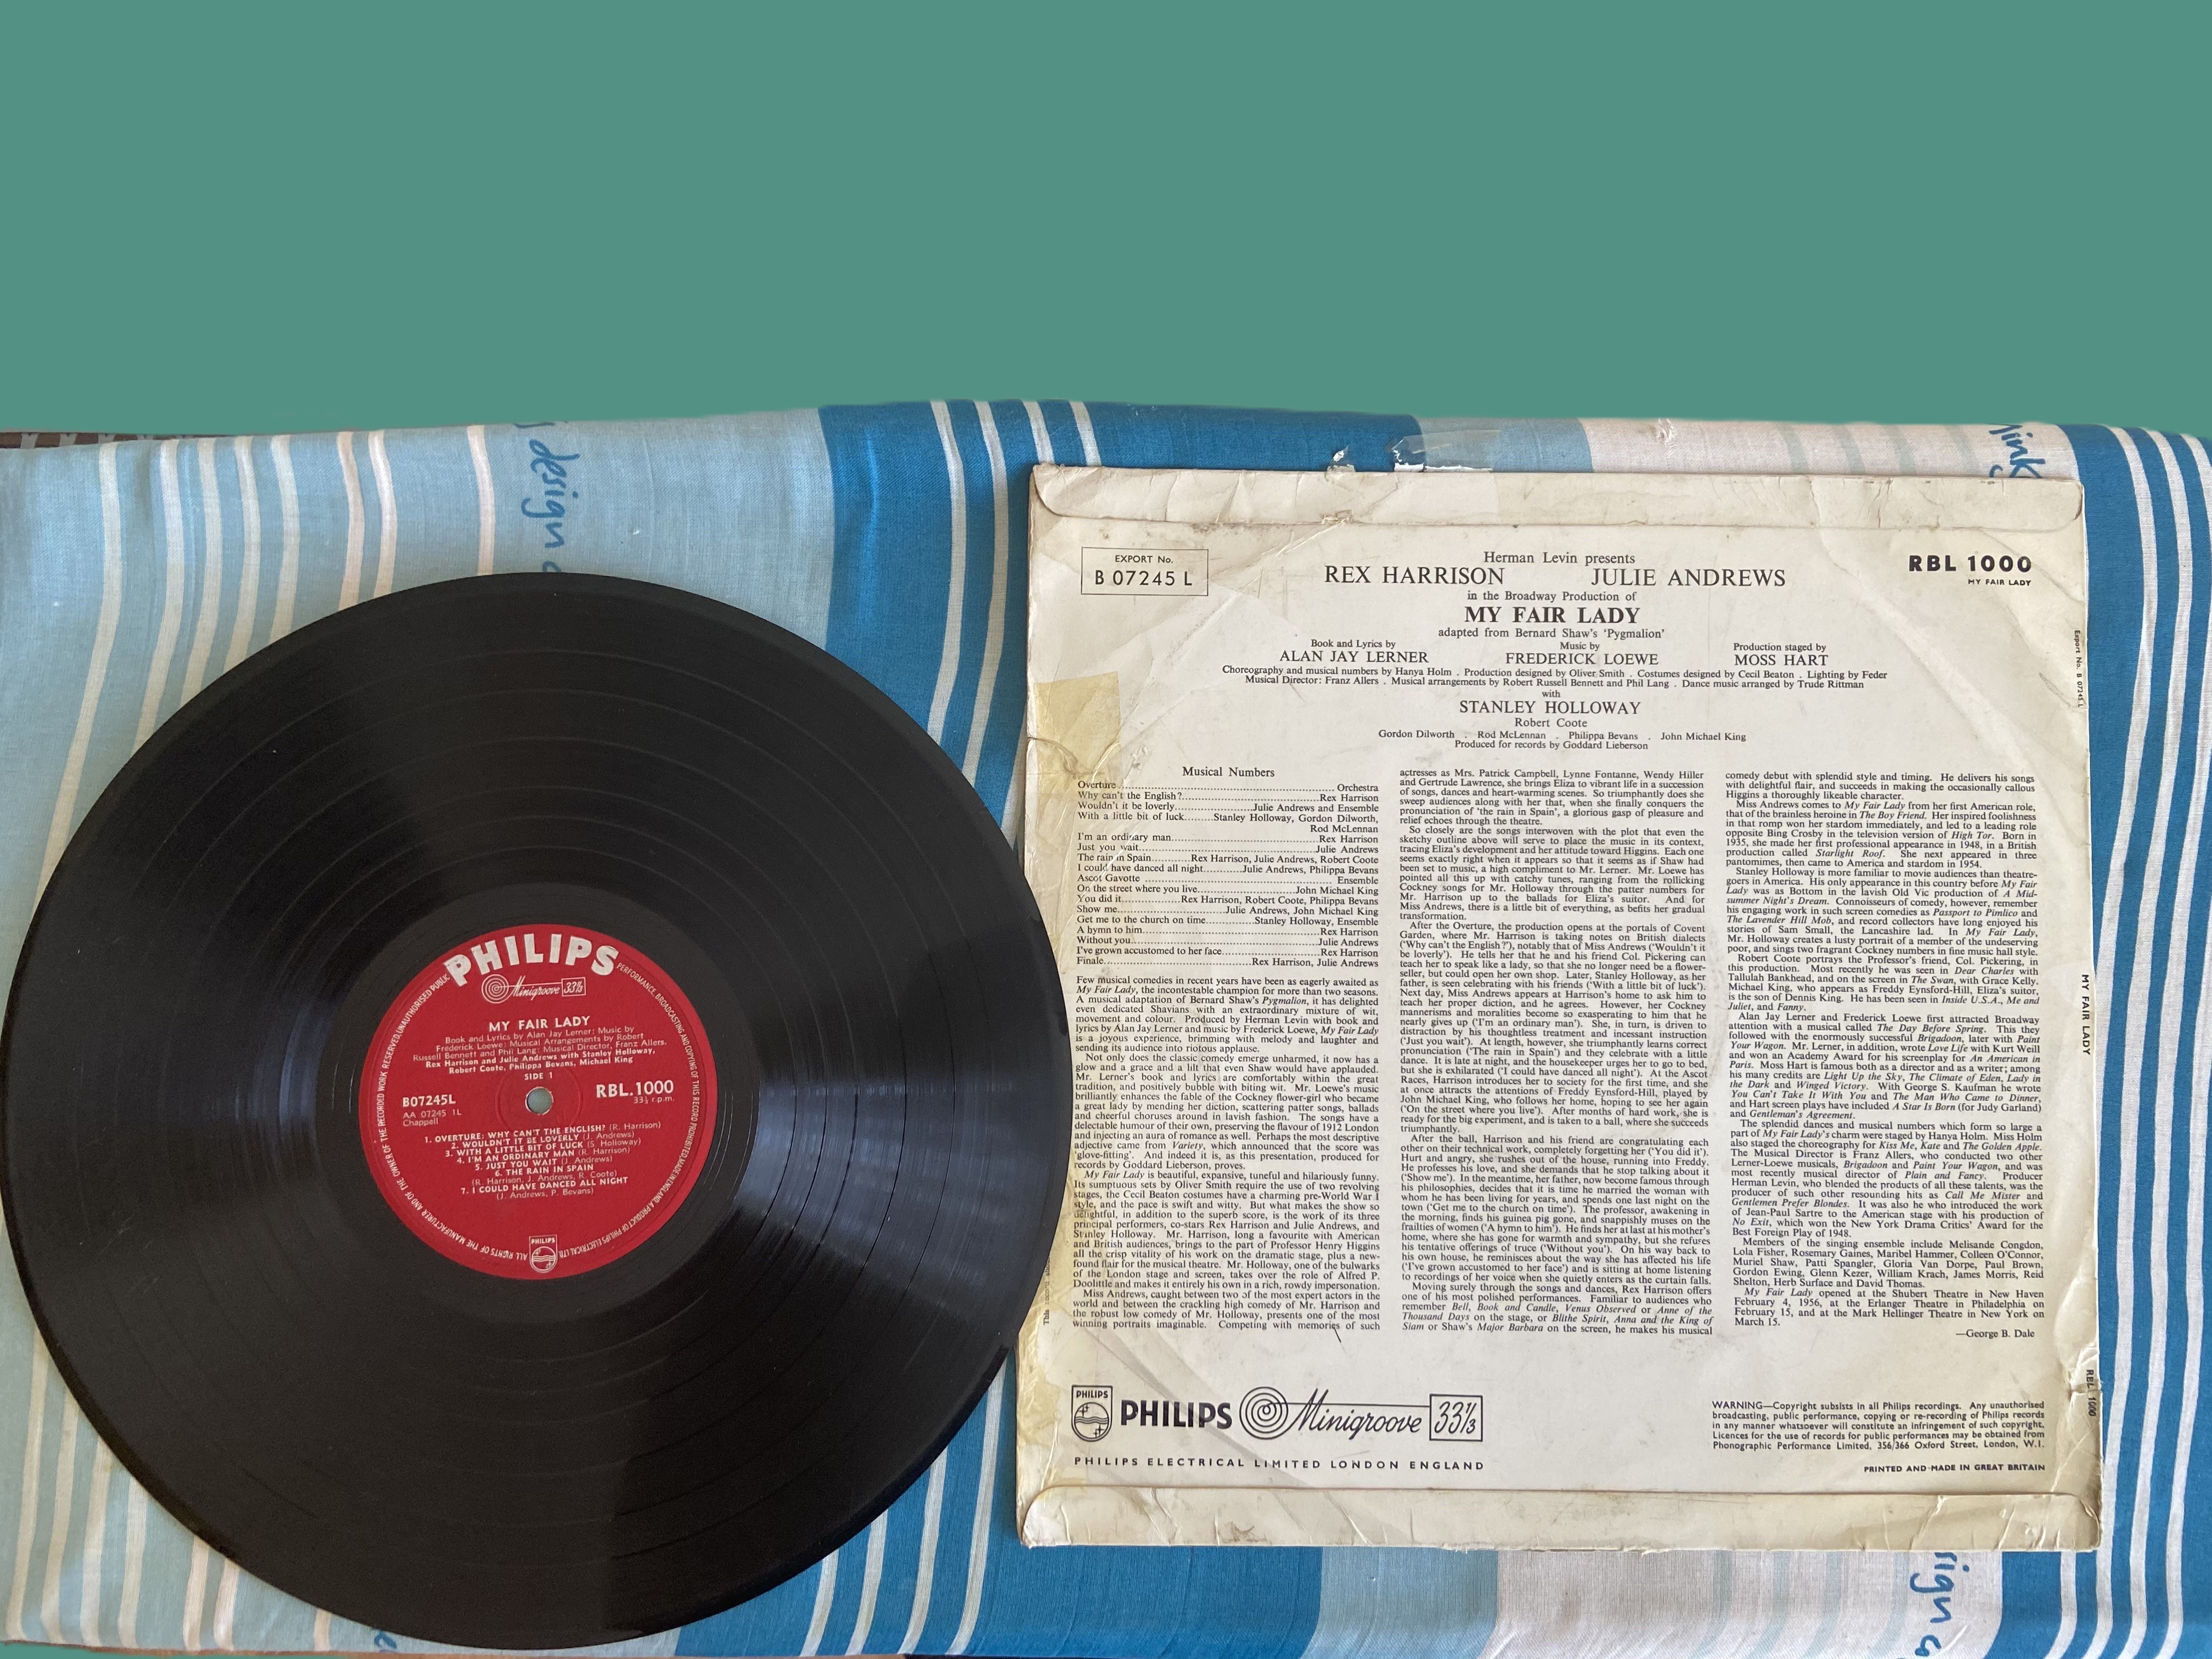 design
link
PHILIPS
Minigroove 33⅓
MY FAIR LADY
Book and Lyrics by Alan Jay Lerner: Music by
Frederick Loewe: Musical Arrangements by Robert
Russell Bennett and Phil Lang: Musical Director, Franz Allers.
Rex Harrison and Julie Andrews with Stanley Holloway,
Robert Coote, Philippa Bevans, Michael King
SIDE 1
B07245L
AA 07245 1L
Chappell
RBL.1000
33⅓ r.p.m.
1. OVERTURE: WHY CAN'T THE ENGLISH? (R. Harrison)
2. WOULDN'T IT BE LOVERLY (J. Andrews)
3. WITH A LITTLE BIT OF LUCK (S. Holloway)
4. I'M AN ORDINARY MAN (R. Harrison)
5. JUST YOU WAIT (J. Andrews)
6. THE RAIN IN SPAIN
(R. Harrison, J. Andrews, R. Coote)
7. I COULD HAVE DANCED ALL NIGHT
(J. Andrews, P. Bevans)
PHILIPS
ALL RIGHTS OF THE MANUFACTURER AND OF THE OWNER OF THE RECORDED WORK RESERVED. UNAUTHORISED PUBLIC PERFORMANCE, BROADCASTING AND COPYING OF THIS RECORD PROHIBITED. MADE IN ENGLAND. A PRODUCT OF PHILIPS ELECTRICAL LTD.
EXPORT No.
B 07245 L
Herman Levin presents
REX HARRISON JULIE ANDREWS
in the Broadway Production of
MY FAIR LADY
adapted from Bernard Shaw's 'Pygmalion'
Book and Lyrics by Music by Production staged by
ALAN JAY LERNER FREDERICK LOEWE MOSS HART
Choreography and musical numbers by Hanya Holm . Production designed by Oliver Smith . Costumes designed by Cecil Beaton . Lighting by Feder
Musical Director: Franz Allers . Musical arrangements by Robert Russell Bennett and Phil Lang . Dance music arranged by Trude Rittman
with
STANLEY HOLLOWAY
Robert Coote
Gordon Dilworth . Rod McLennan . Philippa Bevans . John Michael King
Produced for records by Goddard Lieberson
RBL 1000
MY FAIR LADY
Musical Numbers
Overture Orchestra
Why can't the English? Rex Harrison
Wouldn't it be loverly Julie Andrews and Ensemble
With a little bit of luck Stanley Holloway, Gordon Dilworth,
Rod McLennan
I'm an ordinary man Rex Harrison
Just you wait Julie Andrews
The rain in Spain Rex Harrison, Julie Andrews, Robert Coote
I could have danced all night Julie Andrews, Philippa Bevans
Ascot Gavotte Ensemble
On the street where you live John Michael King
You did it Rex Harrison, Robert Coote, Philippa Bevans
Show me Julie Andrews, John Michael King
Get me to the church on time Stanley Holloway, Ensemble
A hymn to him Rex Harrison
Without you Julie Andrews
I've grown accustomed to her face Rex Harrison
Finale Rex Harrison, Julie Andrews
Few musical comedies in recent years have been as eagerly awaited as
My Fair Lady, the incontestable champion for more than two seasons.
A musical adaptation of Bernard Shaw's Pygmalion, it has delighted
even dedicated Shavians with an extraordinary mixture of wit,
movement and colour. Produced by Herman Levin with book and
lyrics by Alan Jay Lerner and music by Frederick Loewe, My Fair Lady
is a joyous experience, brimming with melody and laughter and
sending its audience into riotous applause.
Not only does the classic comedy emerge unharmed, it now has a
glow and a grace and a lilt that even Shaw would have applauded.
Mr. Lerner's book and lyrics are comfortably within the great
tradition, and positively bubble with biting wit. Mr. Loewe's music
brilliantly enhances the fable of the Cockney flower-girl who became
a great lady by mending her diction, scattering patter songs, ballads
and cheerful choruses around in lavish fashion. The songs have a
delectable humour of their own, preserving the flavour of 1912 London
and injecting an aura of romance as well. Perhaps the most descriptive
adjective came from Variety, which announced that the score was
'glove-fitting'. And indeed it is, as this presentation, produced for
records by Goddard Lieberson, proves.
My Fair Lady is beautiful, expansive, tuneful and hilariously funny.
Its sumptuous sets by Oliver Smith require the use of two revolving
stages, the Cecil Beaton costumes have a charming pre-World War I
style, and the pace is swift and witty. But what makes the show so
delightful, in addition to the superb score, is the work of its three
principal performers, co-stars Rex Harrison and Julie Andrews, and
Stanley Holloway. Mr. Harrison, long a favourite with American
and British audiences, brings to the part of Professor Henry Higgins
all the crisp vitality of his work on the dramatic stage, plus a new-
found flair for the musical theatre. Mr. Holloway, one of the bulwarks
of the London stage and screen, takes over the role of Alfred P.
Doolittle and makes it entirely his own in a rich, rowdy impersonation.
Miss Andrews, caught between two of the most expert actors in the
world and between the crackling high comedy of Mr. Harrison and
the robust low comedy of Mr. Holloway, presents one of the most
winning portraits imaginable. Competing with memories of such
actresses as Mrs. Patrick Campbell, Lynne Fontanne, Wendy Hiller
and Gertrude Lawrence, she brings Eliza to vibrant life in a succession
of songs, dances and heart-warming scenes. So triumphantly does she
sweep audiences along with her that, when she finally conquers the
pronunciation of 'the rain in Spain', a glorious gasp of pleasure and
relief echoes through the theatre.
So closely are the songs interwoven with the plot that even the
sketchy outline above will serve to place the music in its context,
tracing Eliza's development and her attitude toward Higgins. Each one
seems exactly right when it appears so that it seems as if Shaw had
been set to music, a high compliment to Mr. Lerner. Mr. Loewe has
pointed all this up with catchy tunes, ranging from the rollicking
Cockney songs for Mr. Holloway through the patter numbers for
Mr. Harrison up to the ballads for Eliza's suitor. And for
Miss Andrews, there is a little bit of everything, as befits her gradual
transformation.
After the Overture, the production opens at the portals of Covent
Garden, where Mr. Harrison is taking notes on British dialects
('Why can't the English?'), notably that of Miss Andrews ('Wouldn't it
be loverly'). He tells her that he and his friend Col. Pickering can
teach her to speak like a lady, so that she no longer need be a flower-
seller, but could open her own shop. Later, Stanley Holloway, as her
father, is seen celebrating with his friends ('With a little bit of luck').
Next day, Miss Andrews appears at Harrison's home to ask him to
teach her proper diction, and he agrees. However, her Cockney
mannerisms and moralities become so exasperating to him that he
nearly gives up ('I'm an ordinary man'). She, in turn, is driven to
distraction by his thoughtless treatment and incessant instruction
('Just you wait'). At length, however, she triumphantly learns correct
pronunciation ('The rain in Spain') and they celebrate with a little
dance. It is late at night, and the housekeeper urges her to go to bed,
but she is exhilarated ('I could have danced all night'). At the Ascot
Races, Harrison introduces her to society for the first time, and she
at once attracts the attentions of Freddy Eynsford-Hill, played by
John Michael King, who follows her home, hoping to see her again
('On the street where you live'). After months of hard work, she is
ready for the big experiment, and is taken to a ball, where she succeeds
triumphantly.
After the ball, Harrison and his friend are congratulating each
other on their technical work, completely forgetting her ('You did it').
Hurt and angry, she rushes out of the house, running into Freddy.
He professes his love, and she demands that he stop talking about it
('Show me'). In the meantime, her father, now become famous through
his philosophies, decides that it is time he married the woman with
whom he has been living for years, and spends one last night on the
town ('Get me to the church on time'). The professor, awakening in
the morning, finds his guinea pig gone, and snappishly muses on the
frailties of women ('A hymn to him'). He finds her at last at his mother's
home, where she has gone for warmth and sympathy, but she refuses
his tentative offerings of truce ('Without you'). On his way back to
his own house, he reminisces about the way she has affected his life
('I've grown accustomed to her face') and is sitting at home listening
to recordings of her voice when she quietly enters as the curtain falls.
Moving surely through the songs and dances, Rex Harrison offers
one of his most polished performances. Familiar to audiences who
remember Bell, Book and Candle, Venus Observed or Anne of the
Thousand Days on the stage, or Blithe Spirit, Anna and the King of
Siam or Shaw's Major Barbara on the screen, he makes his musical
comedy debut with splendid style and timing. He delivers his songs
with delightful flair, and succeeds in making the occasionally callous
Higgins a thoroughly likeable character.
Miss Andrews comes to My Fair Lady from her first American role,
that of the brainless heroine in The Boy Friend. Her inspired foolishness
in that romp won her stardom immediately, and led to a leading role
opposite Bing Crosby in the television version of High Tor. Born in
1935, she made her first professional appearance in 1948, in a British
production called Starlight Roof. She next appeared in three
pantomimes, then came to America and stardom in 1954.
Stanley Holloway is more familiar to movie audiences than theatre-
goers in America. His only appearance in this country before My Fair
Lady was as Bottom in the lavish Old Vic production of A Mid-
summer Night's Dream. Connoisseurs of comedy, however, remember
his engaging work in such screen comedies as Passport to Pimlico and
The Lavender Hill Mob, and record collectors have long enjoyed his
stories of Sam Small, the Lancashire lad. In My Fair Lady,
Mr. Holloway creates a lusty portrait of a member of the undeserving
poor, and sings two fragrant Cockney numbers in fine music hall style.
Robert Coote portrays the Professor's friend, Col. Pickering, in
this production. Most recently he was seen in Dear Charles with
Tallulah Bankhead, and on the screen in The Swan, with Grace Kelly.
Michael King, who appears as Freddy Eynsford-Hill, Eliza's suitor,
is the son of Dennis King. He has been seen in Inside U.S.A., Me and
Juliet, and Fanny.
Alan Jay Lerner and Frederick Loewe first attracted Broadway
attention with a musical called The Day Before Spring. This they
followed with the enormously successful Brigadoon, later with Paint
Your Wagon. Mr. Lerner, in addition, wrote Love Life with Kurt Weill
and won an Academy Award for his screenplay for An American in
Paris. Moss Hart is famous both as a director and as a writer; among
his many credits are Light Up the Sky, The Climate of Eden, Lady in
the Dark and Winged Victory. With George S. Kaufman he wrote
You Can't Take It With You and The Man Who Came to Dinner,
and Hart screen plays have included A Star Is Born (for Judy Garland)
and Gentleman's Agreement.
The splendid dances and musical numbers which form so large a
part of My Fair Lady's charm were staged by Hanya Holm. Miss Holm
also staged the choreography for Kiss Me, Kate and The Golden Apple.
The Musical Director is Franz Allers, who conducted two other
Lerner-Loewe musicals, Brigadoon and Paint Your Wagon, and was
most recently musical director of Plain and Fancy. Producer
Herman Levin, who blended the products of all these talents, was the
producer of such other resounding hits as Call Me Mister and
Gentlemen Prefer Blondes. It was also he who introduced the work
of Jean-Paul Sartre to the American stage with his production of
No Exit, which won the New York Drama Critics' Award for the
Best Foreign Play of 1948.
Members of the singing ensemble include Melisande Congdon,
Lola Fisher, Rosemary Gaines, Maribel Hammer, Colleen O'Connor,
Muriel Shaw, Patti Spangler, Gloria Van Dorpe, Paul Brown,
Gordon Ewing, Glenn Kezer, William Krach, James Morris, Reid
Shelton, Herb Surface and David Thomas.
My Fair Lady opened at the Shubert Theatre in New Haven
February 4, 1956, at the Erlanger Theatre in Philadelphia on
February 15, and at the Mark Hellinger Theatre in New York on
March 15.
—George B. Dale
PHILIPS
PHILIPS Minigroove 33⅓
PHILIPS ELECTRICAL LIMITED LONDON ENGLAND
WARNING—Copyright subsists in all Philips recordings. Any unauthorised
broadcasting, public performance, copying or re-recording of Philips records
in any manner whatsoever will constitute an infringement of such copyright.
Licences for the use of records for public performances may be obtained from
Phonographic Performance Limited, 356/366 Oxford Street, London, W.1.
PRINTED AND MADE IN GREAT BRITAIN
Export No. B 07245 L
MY FAIR LADY
RBL 1000
This